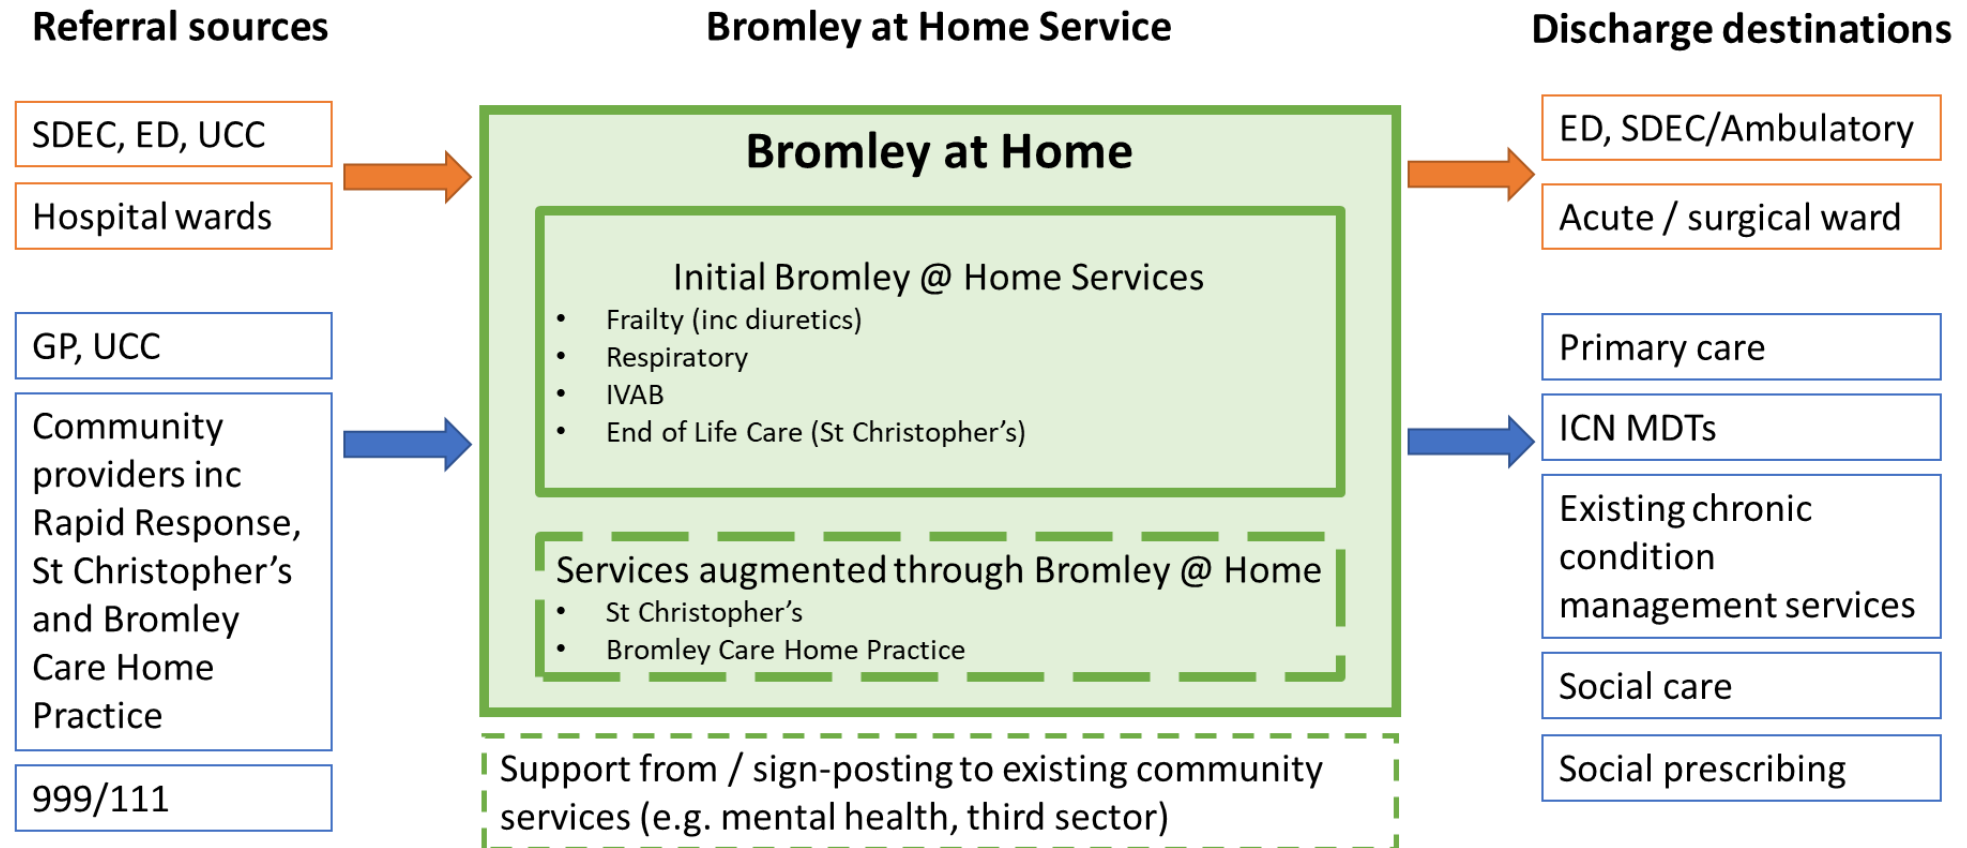 Referral sources
SDEC, ED, UCC
Hospital wards
GP, UCC
Community
providers inc
Rapid Response,
St Christopher’s
and Bromley
Care Home
Practice
999/111
Bromley at Home Service
Bromley at Home
Initial Bromley @ Home Services
• Frailty (inc diuretics)
• Respiratory
• IVAB
• End of Life Care (St Christopher’s)
Services augmented through Bromley @ Home
• St Christopher’s
• Bromley Care Home Practice
Support from / sign-posting to existing community
services (e.g. mental health, third sector)
Discharge destinations
ED, SDEC/Ambulatory
Acute / surgical ward
Primary care
ICN MDTs
Existing chronic
condition
management services
Social care
Social prescribing